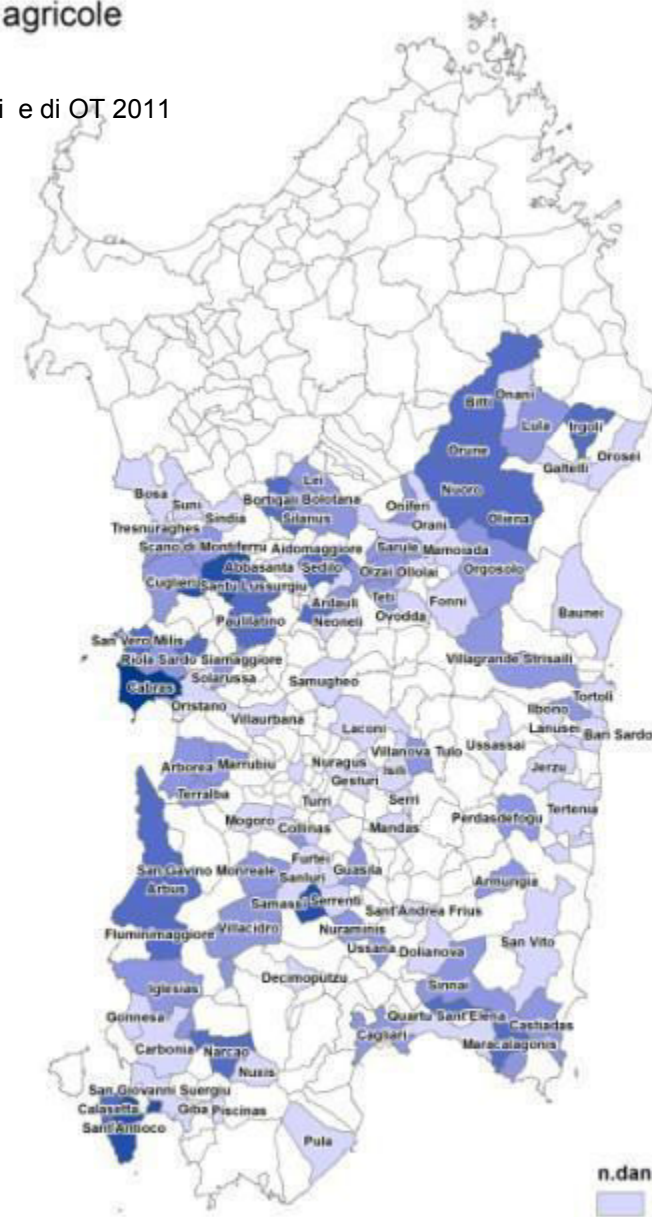 agricole
i e di OT 2011
Bitti
Onani
Lula
Irgoli
Orune
Orosei
Galtelli
Lei
Nuoro
Bosa
Suni
Bortigali
Bolotana
Oniferi
Sindia
Silanus
Orani
Oliena
Tresnuraghes
Scano di Montiferru
Aidomaggiore
Sarule
Mamoiada
Abbasanta
Sedilo
Olzai
Ollolai
Orgosolo
Cuglieri
Santu Lussurgiu
Ardauli
Teti
Fonni
Baunei
Paulilatino
Neoneli
Ovodda
San Vero Milis
Riola Sardo
Siamaggiore
Villagrande Strisaili
Solarussa
Samugheo
Cabras
Tortoli
Oristano
Ilbono
Villaurbana
Laconi
Lanusei
Bari Sardo
Villanova Tulo
Ussassai
Arborea
Marrubiu
Nuragus
Isili
Jerzu
Gesturi
Terralba
Turri
Serri
Tertenia
Perdasdefogu
Mogoro
Collinas
Mandas
Furtei
San Gavino Monreale
Guasila
Sanluri
Armungia
Arbus
Samassi
Serrenti
Sant'Andrea Frius
Fluminimaggiore
Villacidro
Nuraminis
San Vito
Ussana
Dolianova
Decimoputzu
Iglesias
Sinnai
Gonnesa
Quartu Sant'Elena
Castiadas
Cagliari
Maracalagonis
Carbonia
Narcao
Nuxis
San Giovanni Suergiu
Calasetta
Giba
Piscinas
Sant'Antioco
Pula
n.dan